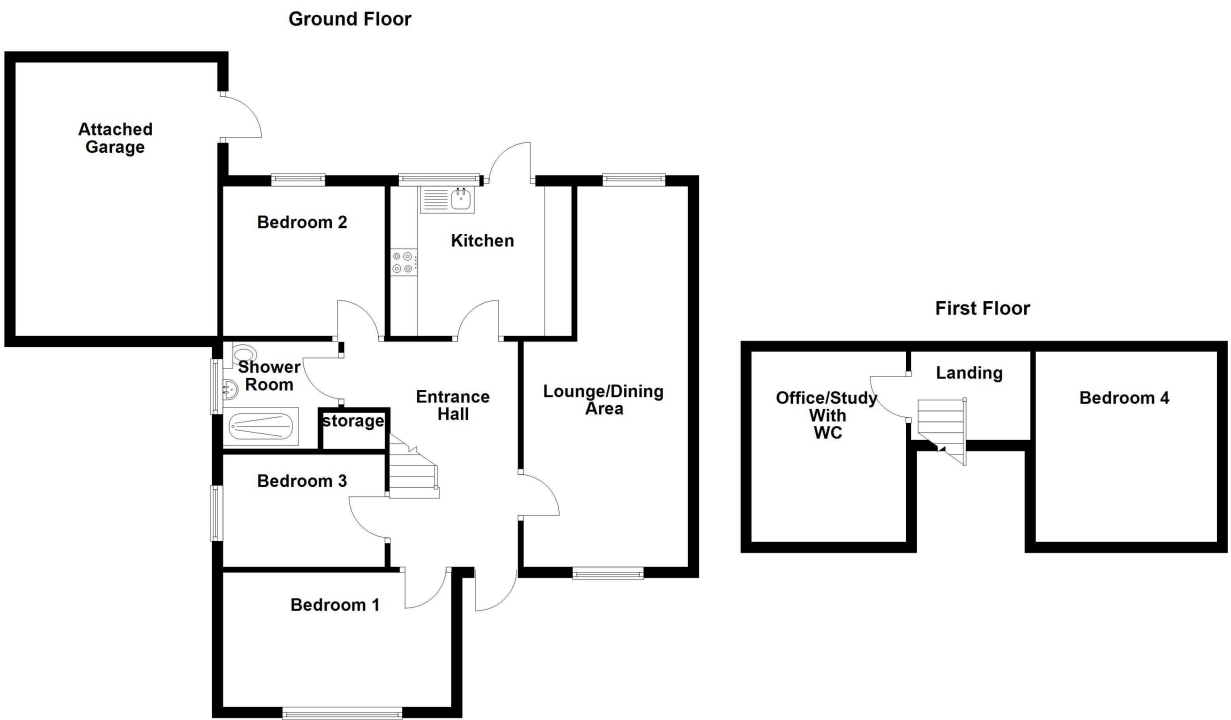 Ground Floor
Attached
Garage
Bedroom 2
Kitchen
Shower
Room
Entrance
Hall
Lounge/Dining
Area
storage
Bedroom 3
Bedroom 1
First Floor
Office/Study
With
WC
Landing
Bedroom 4